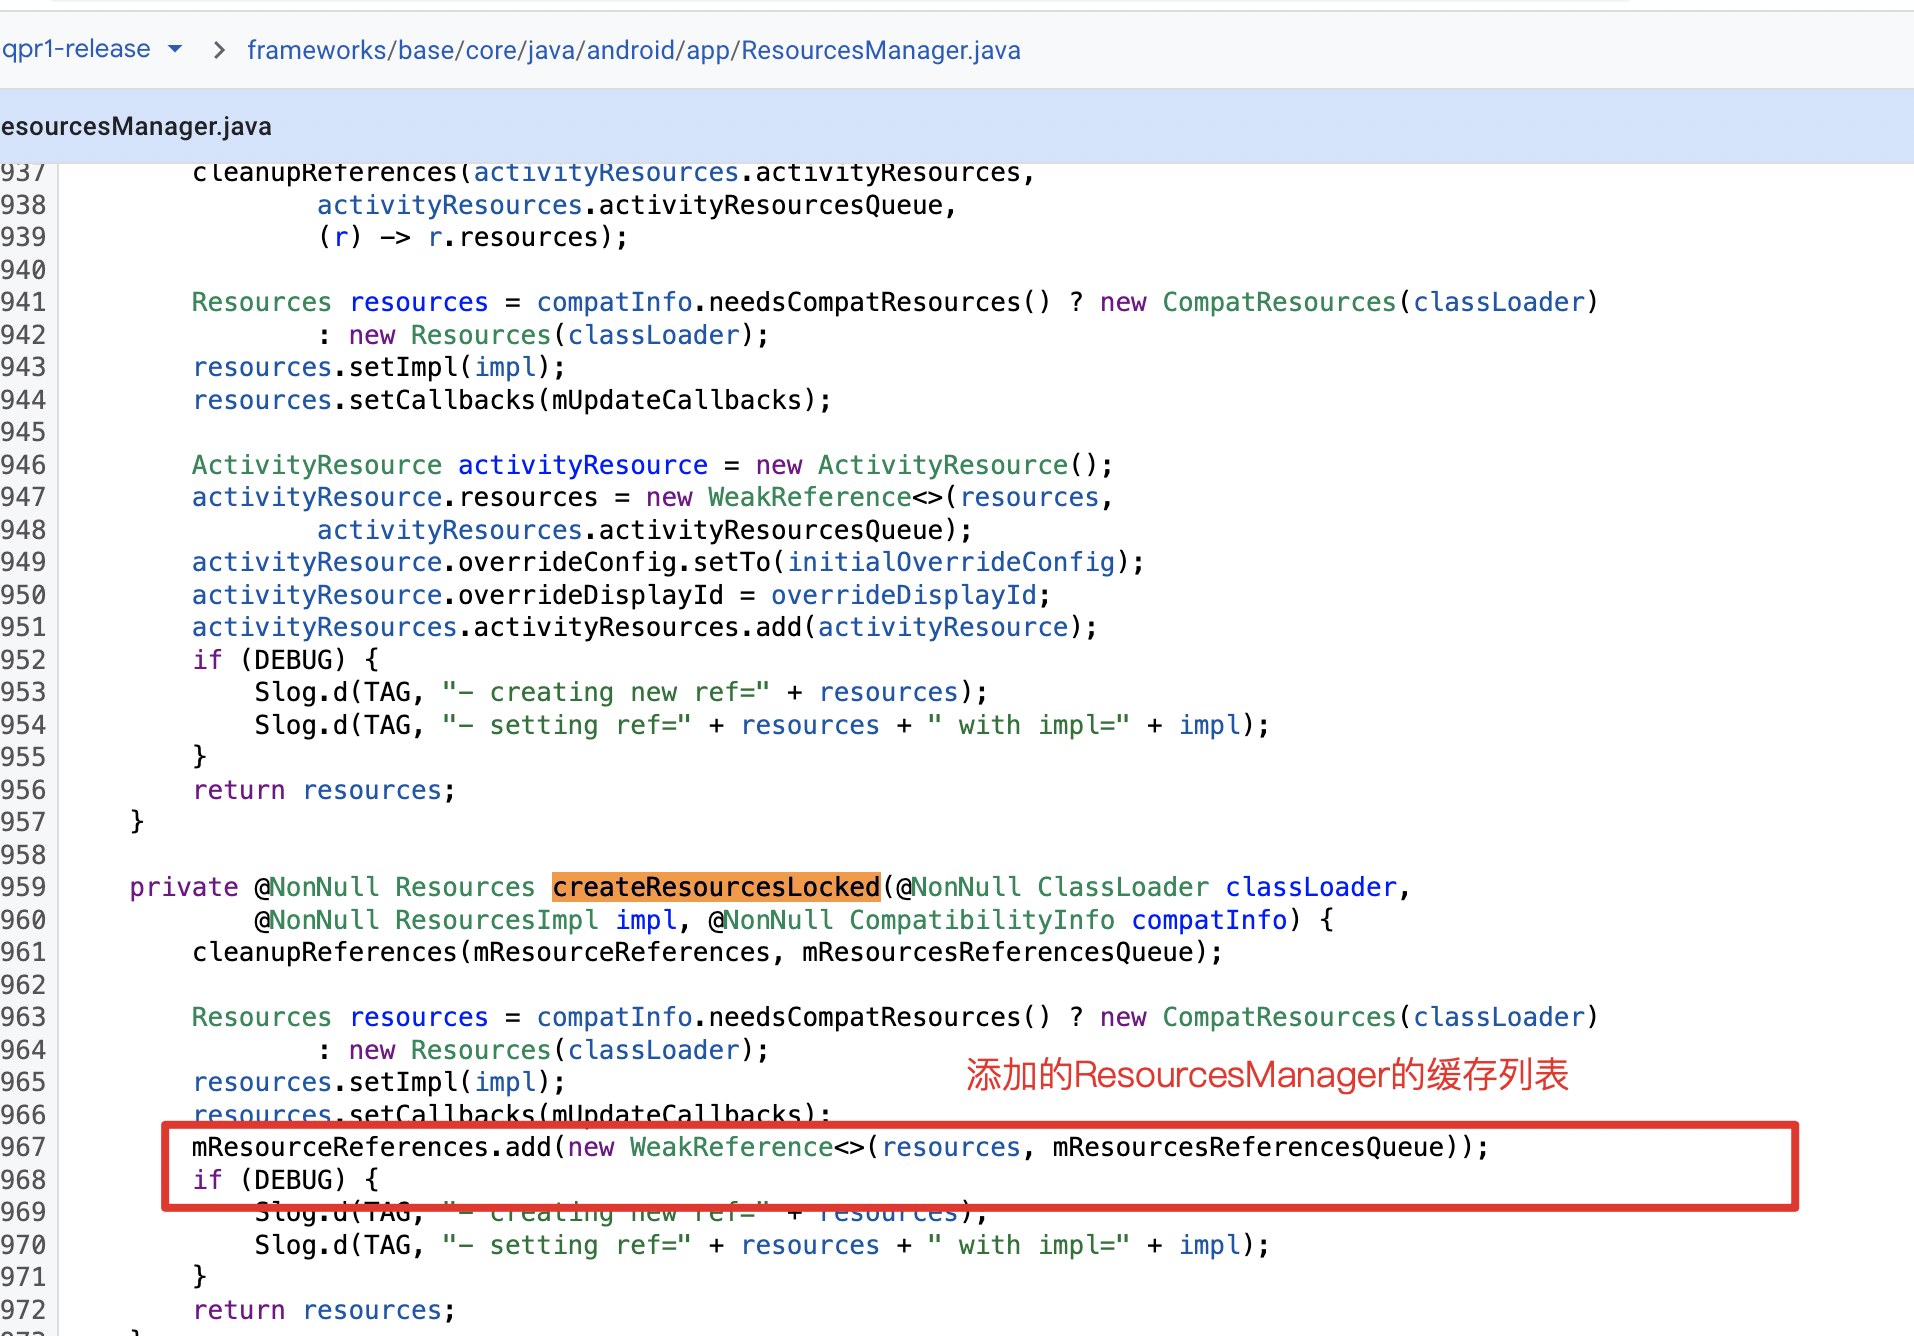 qpr1-release > frameworks/base/core/java/android/app/ResourcesManager.java
esourcesManager.java
937 cleanupReferences(activityResources.activityResources,
938 activityResources.activityResourcesQueue,
939 (r) -> r.resources);
940
941 Resources resources = compatInfo.needsCompatResources() ? new CompatResources(classLoader)
942 : new Resources(classLoader);
943 resources.setImpl(impl);
944 resources.setCallbacks(mUpdateCallbacks);
945
946 ActivityResource activityResource = new ActivityResource();
947 activityResource.resources = new WeakReference<>(resources,
948 activityResources.activityResourcesQueue);
949 activityResource.overrideConfig.setTo(initialOverrideConfig);
950 activityResource.overrideDisplayId = overrideDisplayId;
951 activityResources.activityResources.add(activityResource);
952 if (DEBUG) {
953 Slog.d(TAG, "- creating new ref=" + resources);
954 Slog.d(TAG, "- setting ref=" + resources + " with impl=" + impl);
955 }
956 return resources;
957 }
958
959 private @NonNull Resources createResourcesLocked(@NonNull ClassLoader classLoader,
960 @NonNull ResourcesImpl impl, @NonNull CompatibilityInfo compatInfo) {
961 cleanupReferences(mResourceReferences, mResourcesReferencesQueue);
962
963 Resources resources = compatInfo.needsCompatResources() ? new CompatResources(classLoader)
964 : new Resources(classLoader);
添加的ResourcesManager的缓存列表
965 resources.setImpl(impl);
966 resources.setCallbacks(mUpdateCallbacks);
967 mResourceReferences.add(new WeakReference<>(resources, mResourcesReferencesQueue));
968 if (DEBUG) {
969 Slog.d(TAG, "- creating new ref=" + resources);
970 Slog.d(TAG, "- setting ref=" + resources + " with impl=" + impl);
971 }
972 return resources;
973 }